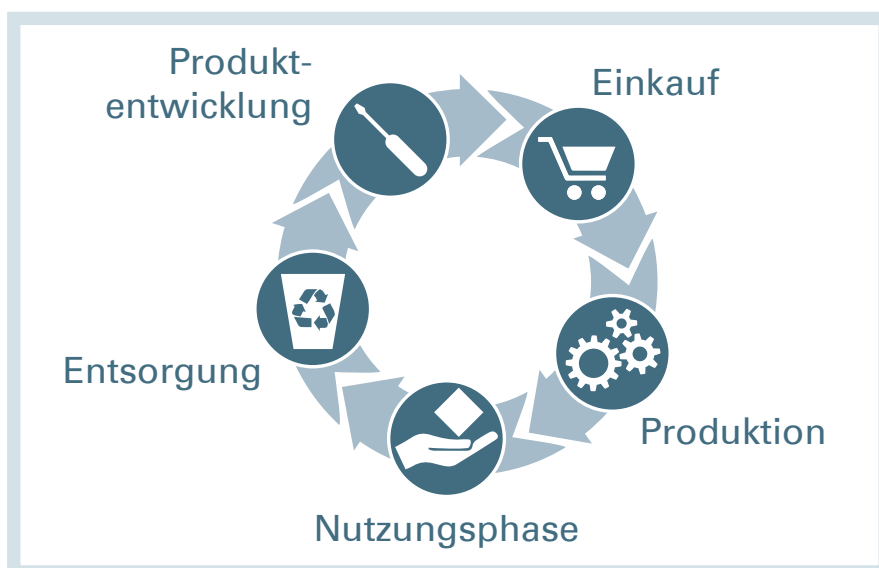 Produkt-
entwicklung
Einkauf
Produktion
Nutzungsphase
Entsorgung